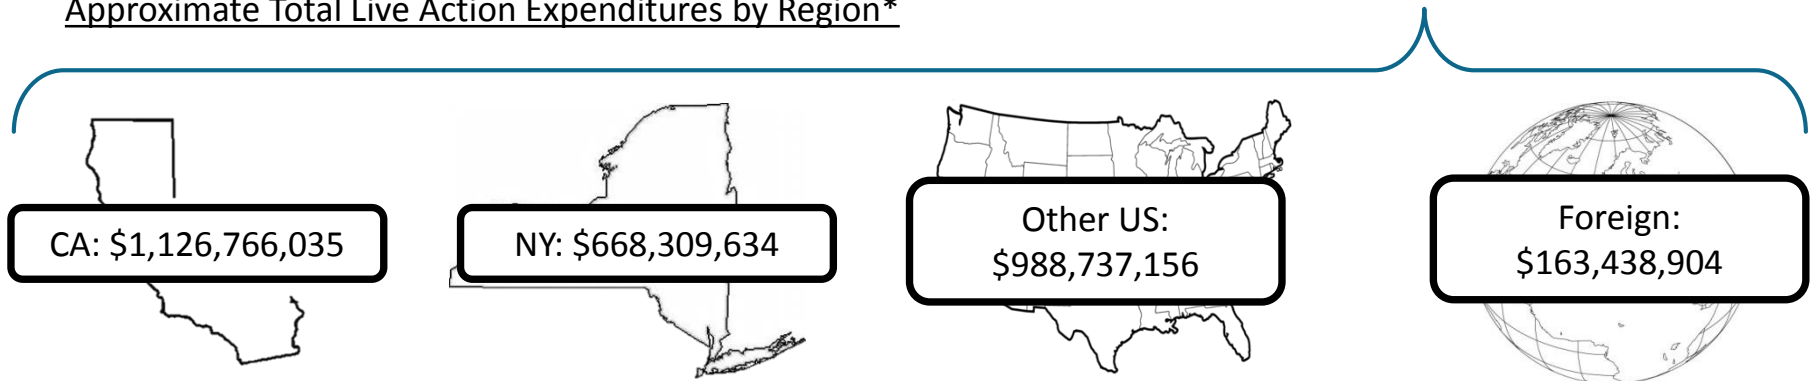 Approximate Total Live Action Expenditures by Region*
CA: $1,126,766,035
NY: $668,309,634
Other US:
$988,737,156
Foreign:
$163,438,904